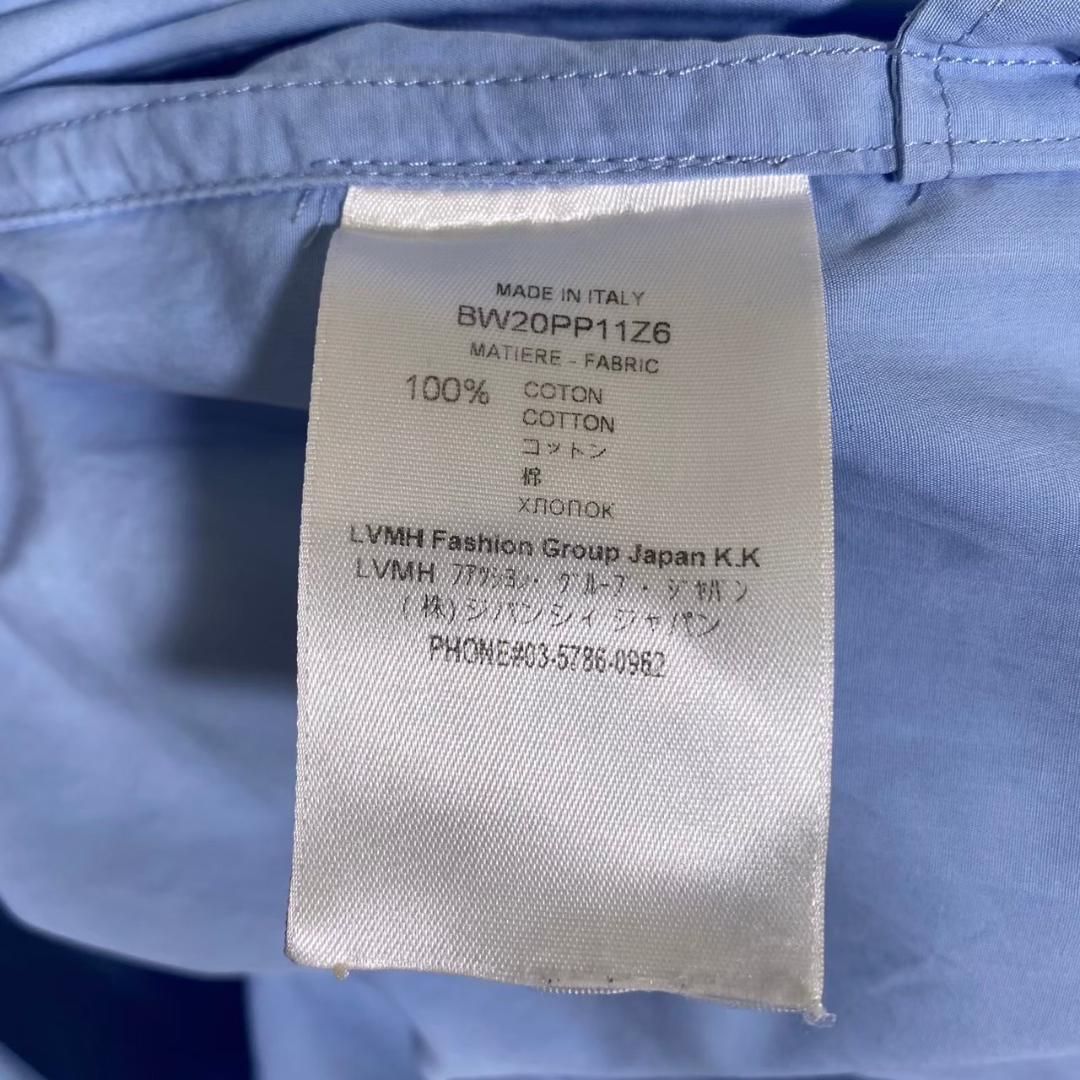 MADE IN ITALY
BW20PP11Z6
MATIERE - FABRIC
100% COTON
COTTON
コットン
棉
ХЛОПОК
LVMH Fashion Group Japan K.K
LVMH ファッション・グループ・ジャパン
(株)ジバンシィ ジャパン
PHONE#03-5786-0962